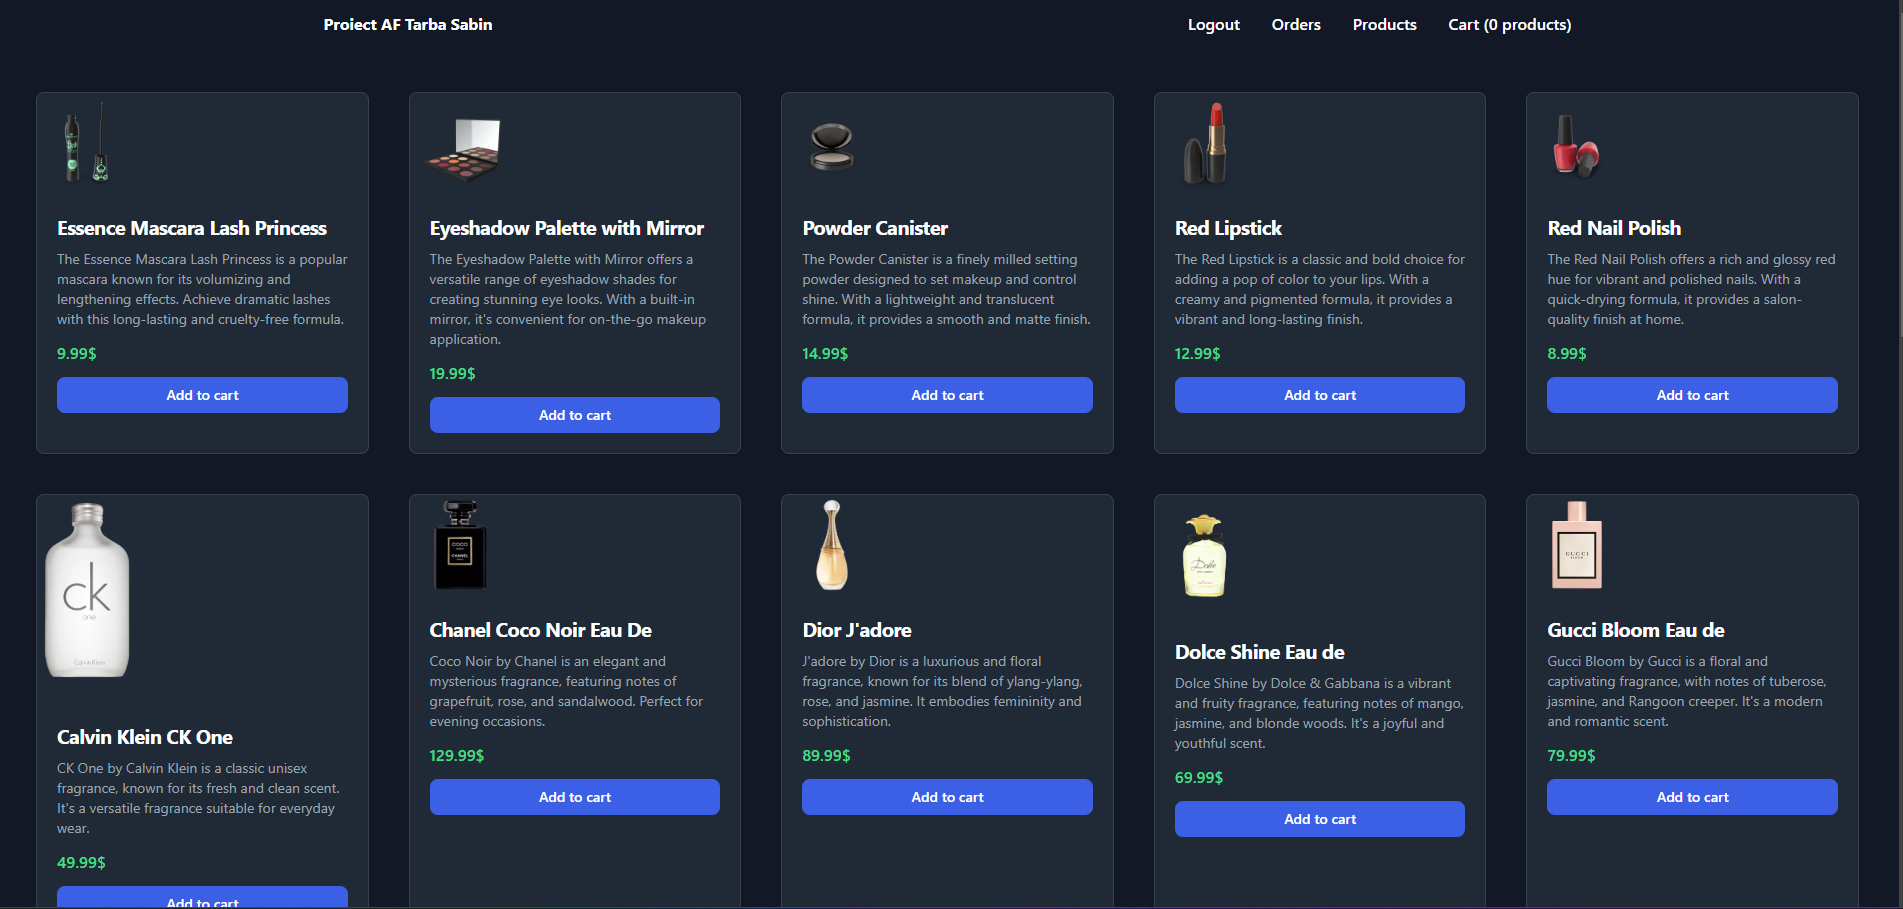 Proiect AF Tarba Sabin
Logout Orders Products Cart (0 products)
Essence Mascara Lash Princess
The Essence Mascara Lash Princess is a popular
mascara known for its volumizing and
lengthening effects. Achieve dramatic lashes
with this long-lasting and cruelty-free formula.
9.99$
Add to cart
Eyeshadow Palette with Mirror
The Eyeshadow Palette with Mirror offers a
versatile range of eyeshadow shades for
creating stunning eye looks. With a built-in
mirror, it's convenient for on-the-go makeup
application.
19.99$
Add to cart
Powder Canister
The Powder Canister is a finely milled setting
powder designed to set makeup and control
shine. With a lightweight and translucent
formula, it provides a smooth and matte finish.
14.99$
Add to cart
Red Lipstick
The Red Lipstick is a classic and bold choice for
adding a pop of color to your lips. With a
creamy and pigmented formula, it provides a
vibrant and long-lasting finish.
12.99$
Add to cart
Red Nail Polish
The Red Nail Polish offers a rich and glossy red
hue for vibrant and polished nails. With a
quick-drying formula, it provides a salon-
quality finish at home.
8.99$
Add to cart
ck
one
Calvin Klein
Calvin Klein CK One
CK One by Calvin Klein is a classic unisex
fragrance, known for its fresh and clean scent.
It's a versatile fragrance suitable for everyday
wear.
49.99$
Add to cart
COCO
CHANEL
Chanel Coco Noir Eau De
Coco Noir by Chanel is an elegant and
mysterious fragrance, featuring notes of
grapefruit, rose, and sandalwood. Perfect for
evening occasions.
129.99$
Add to cart
Dior J'adore
J'adore by Dior is a luxurious and floral
fragrance, known for its blend of ylang-ylang,
rose, and jasmine. It embodies femininity and
sophistication.
89.99$
Add to cart
Dolce
Dolce Shine Eau de
Dolce Shine by Dolce & Gabbana is a vibrant
and fruity fragrance, featuring notes of mango,
jasmine, and blonde woods. It's a joyful and
youthful scent.
69.99$
Add to cart
GUCCI
BLOOM
Gucci Bloom Eau de
Gucci Bloom by Gucci is a floral and
captivating fragrance, with notes of tuberose,
jasmine, and Rangoon creeper. It's a modern
and romantic scent.
79.99$
Add to cart